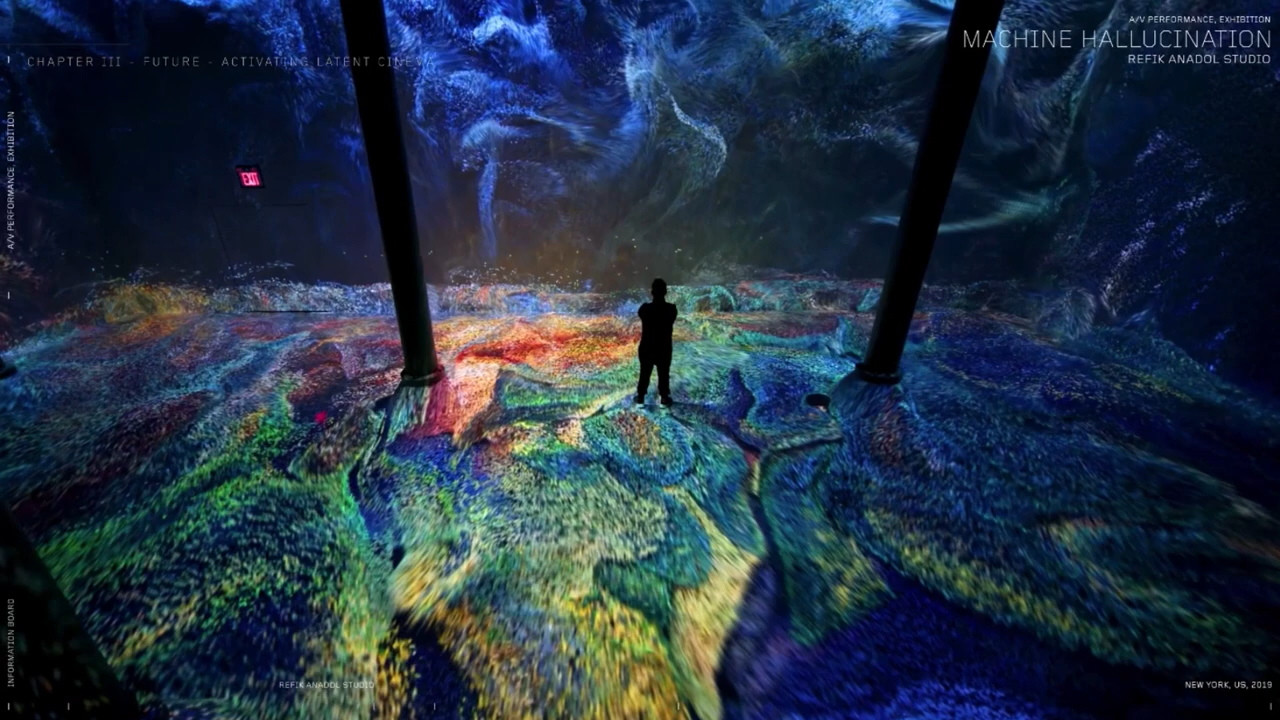 A/V PERFORMANCE, EXHIBITION
MACHINE HALLUCINATION
REFIK ANADOL STUDIO
CHAPTER III - FUTURE - ACTIVATING LATENT CINEMA
A/V PERFORMANCE, EXHIBITION
EXIT
INFORMATION BOARD
REFIK ANADOL STUDIO
NEW YORK, US, 2019